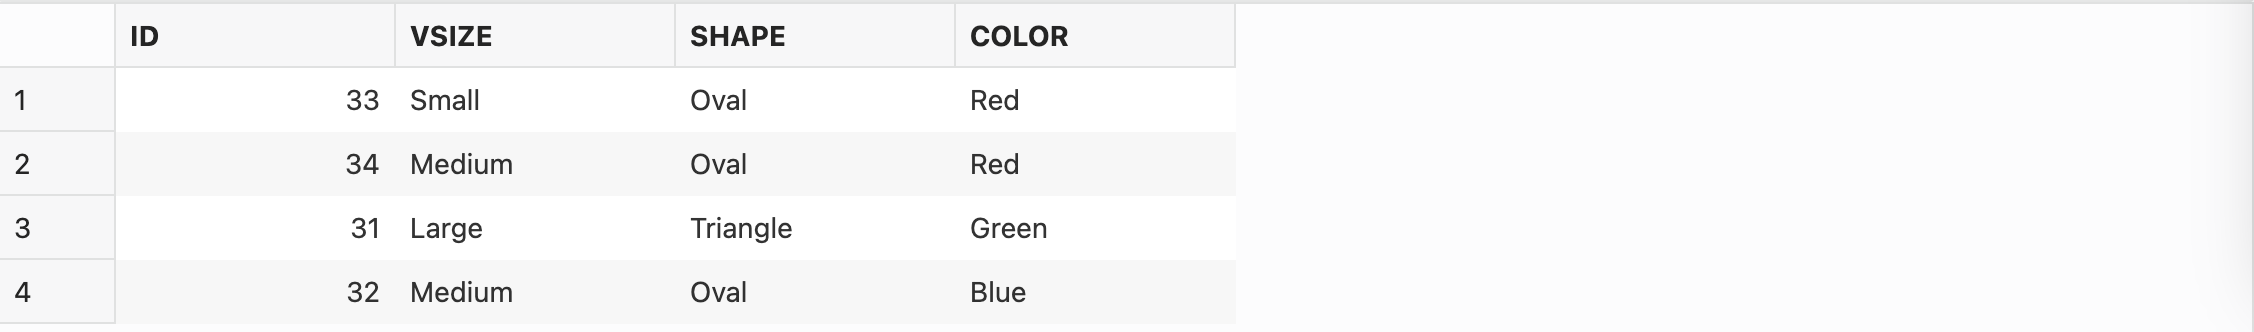 ID VSIZE SHAPE COLOR
1 33 Small Oval Red
2 34 Medium Oval Red
3 31 Large Triangle Green
4 32 Medium Oval Blue